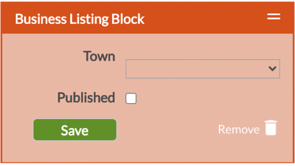 Business Listing Block
Town
Published
Save
Remove